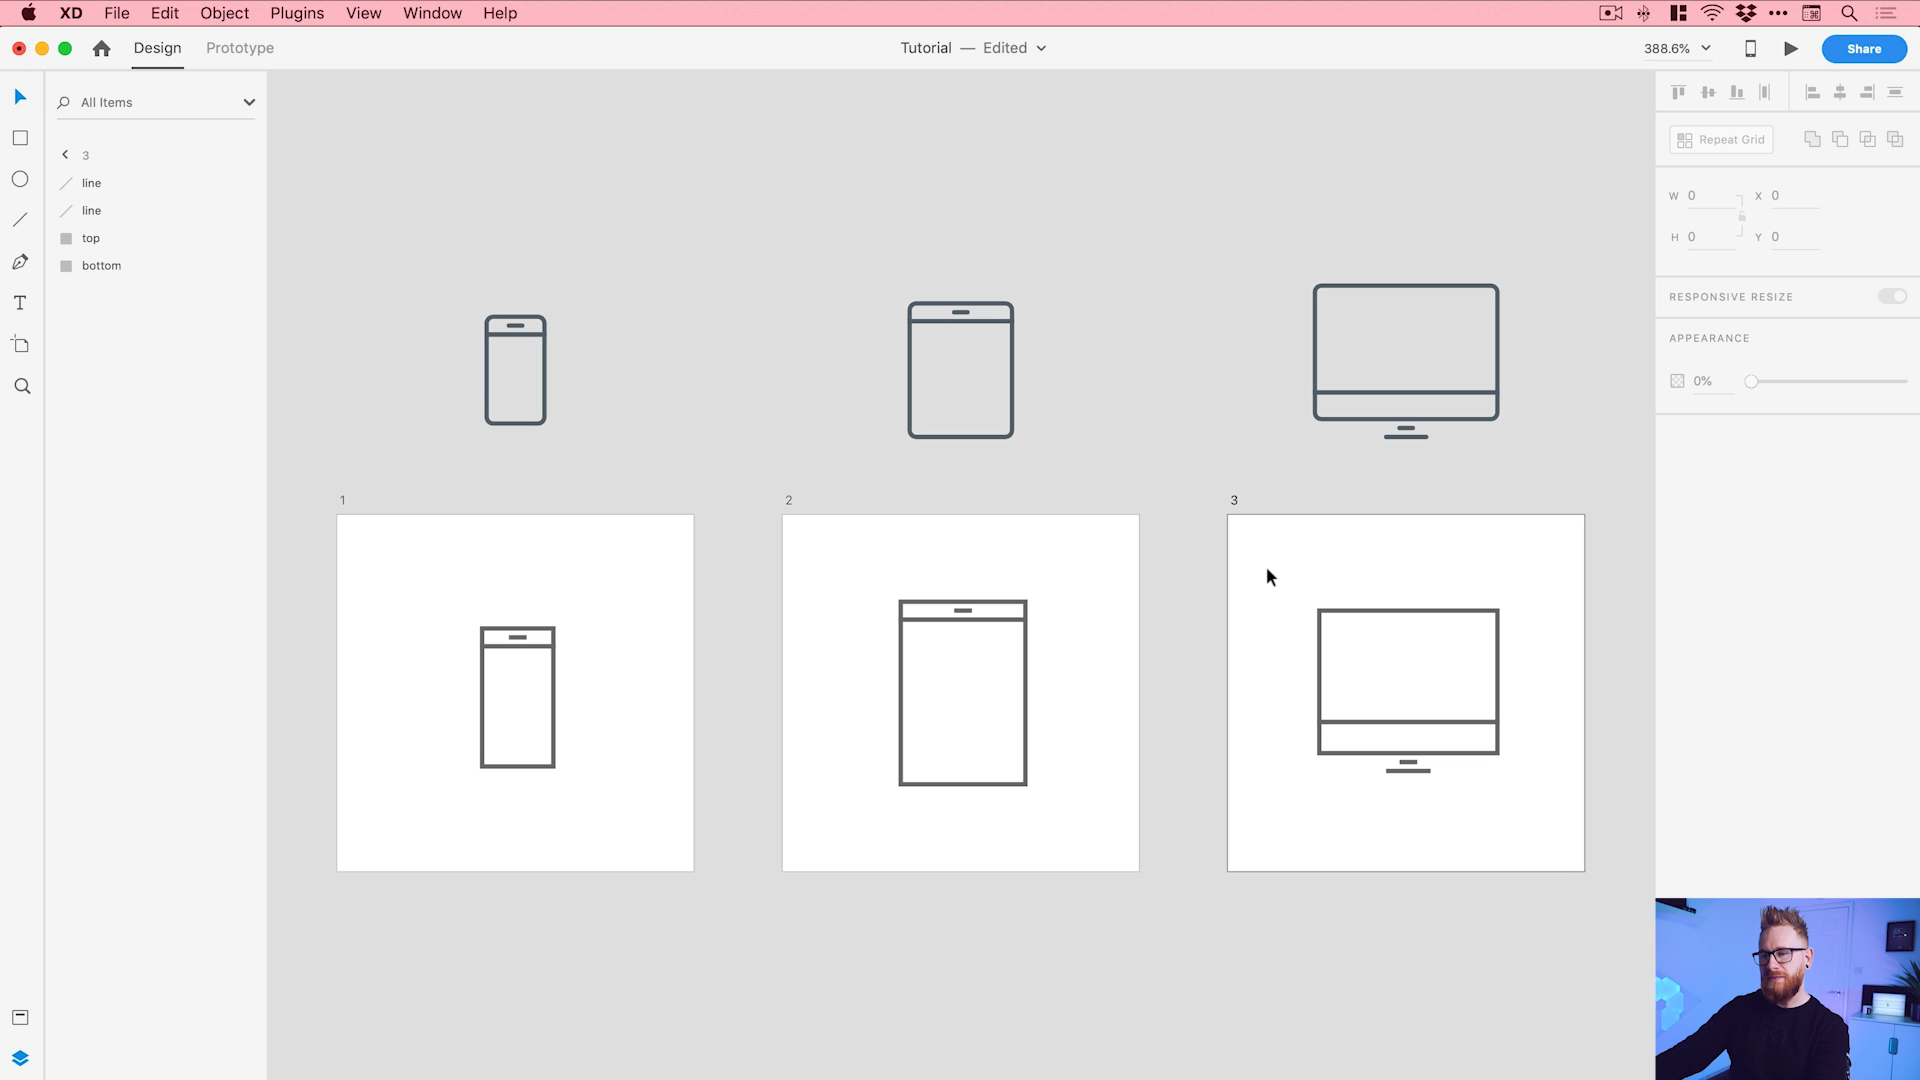 XD File Edit Object Plugins View Window Help
Design Prototype Tutorial — Edited 388.6% Share
All Items
3
line
line
top
bottom
1 2 3
Repeat Grid
W 0 X 0
H 0 Y 0
RESPONSIVE RESIZE
APPEARANCE
0%